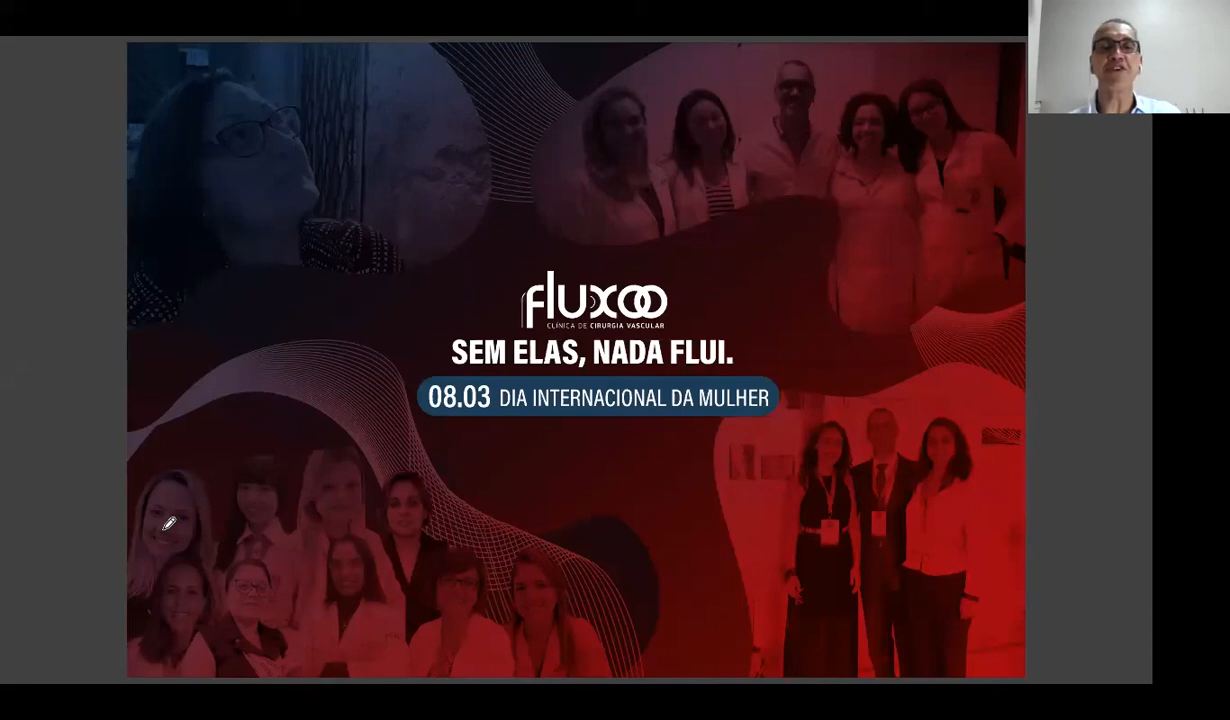 fluxoo
CLÍNICA DE CIRURGIA VASCULAR
SEM ELAS, NADA FLUI.
08.03 DIA INTERNACIONAL DA MULHER